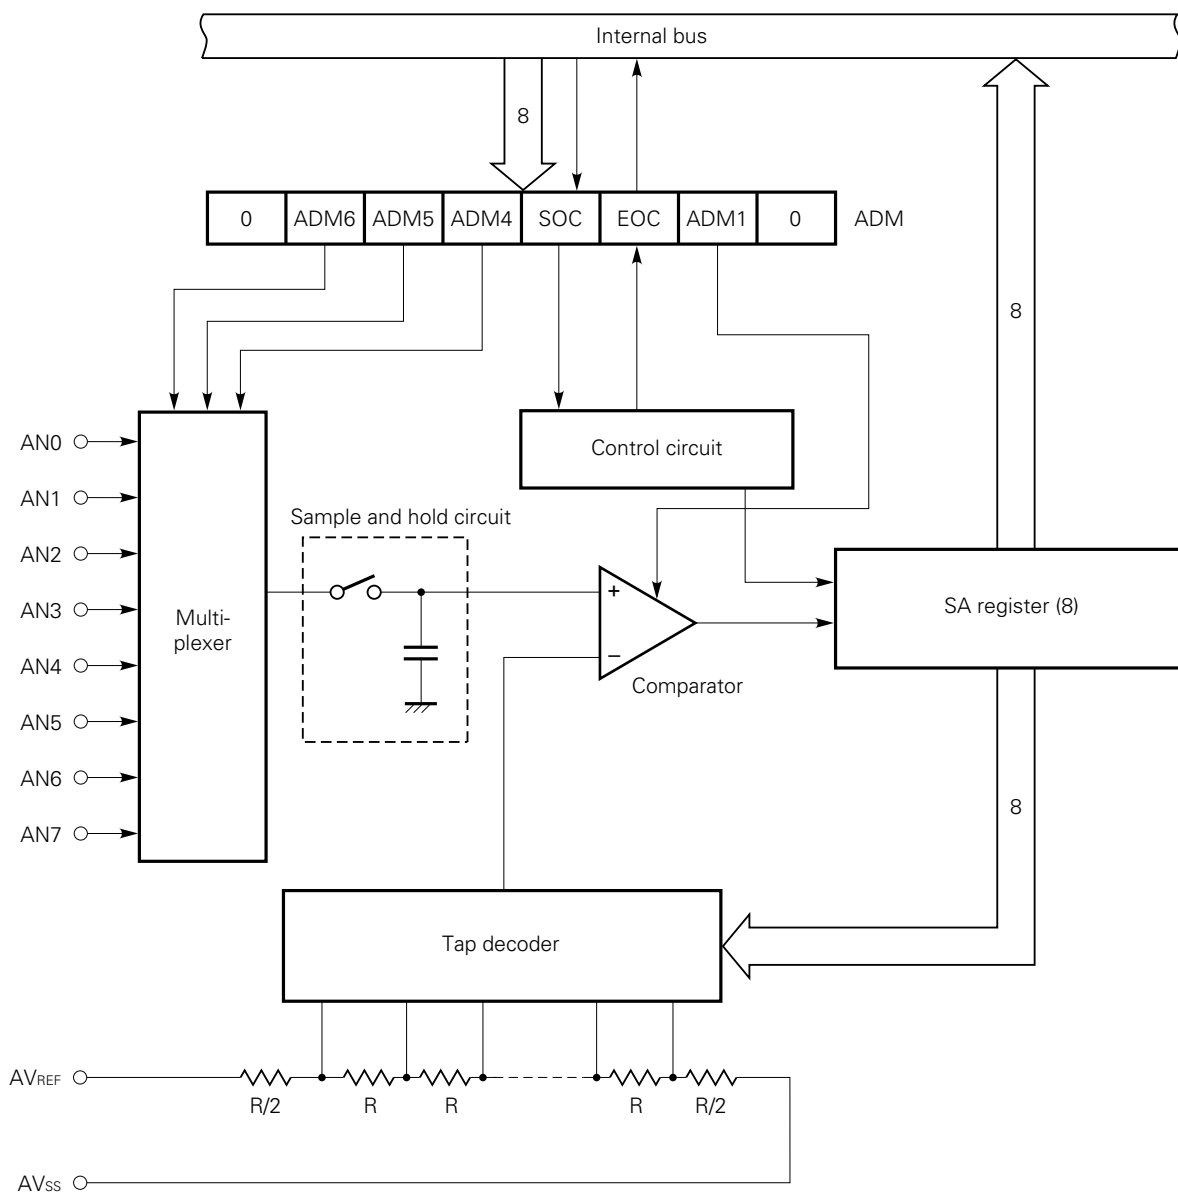 Internal bus
8
0 ADM6 ADM5 ADM4 SOC EOC ADM1 0 ADM
8
Control circuit
AN0
AN1
AN2
AN3
AN4
AN5
AN6
AN7
Multi-
plexer
Sample and hold circuit
+
−
Comparator
SA register (8)
8
Tap decoder
AVREF
R/2 R R R R/2
AVSS